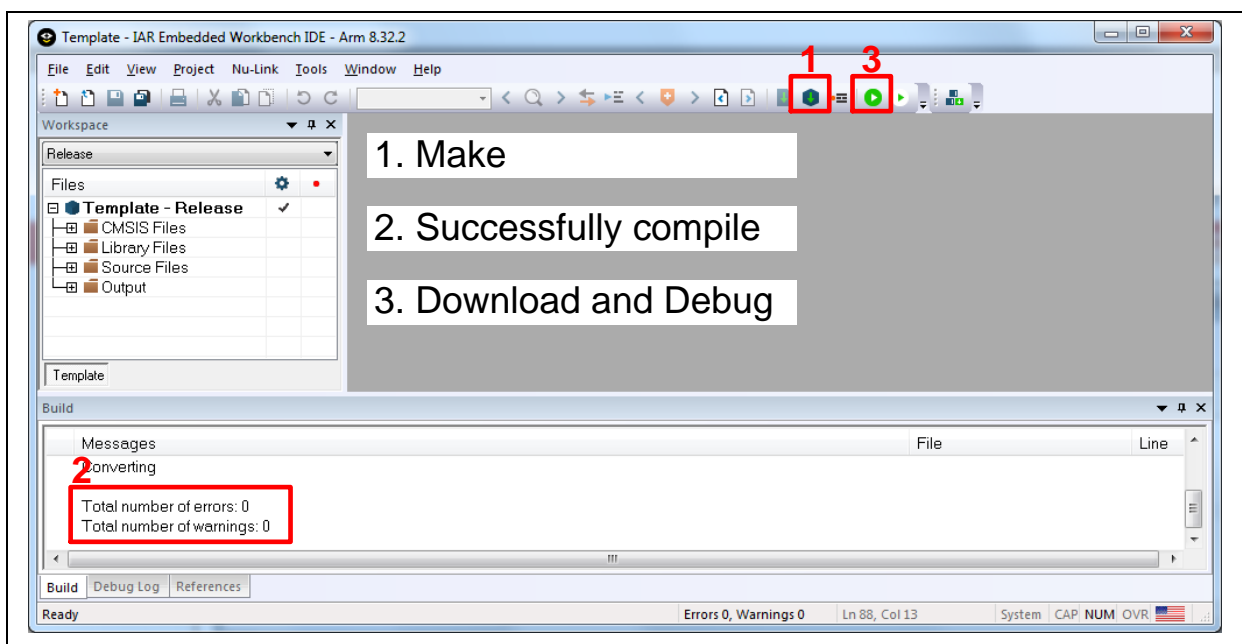 Template - IAR Embedded Workbench IDE - Arm 8.32.2
File Edit View Project Nu-Link Tools Window Help
1 3
Workspace
Release
Files
Template - Release
CMSIS Files
Library Files
Source Files
Output
Template
1. Make
2. Successfully compile
3. Download and Debug
Build
Messages File Line
2
Converting
Total number of errors: 0
Total number of warnings: 0
Build Debug Log References
Ready Errors 0, Warnings 0 Ln 88, Col 13 System CAP NUM OVR